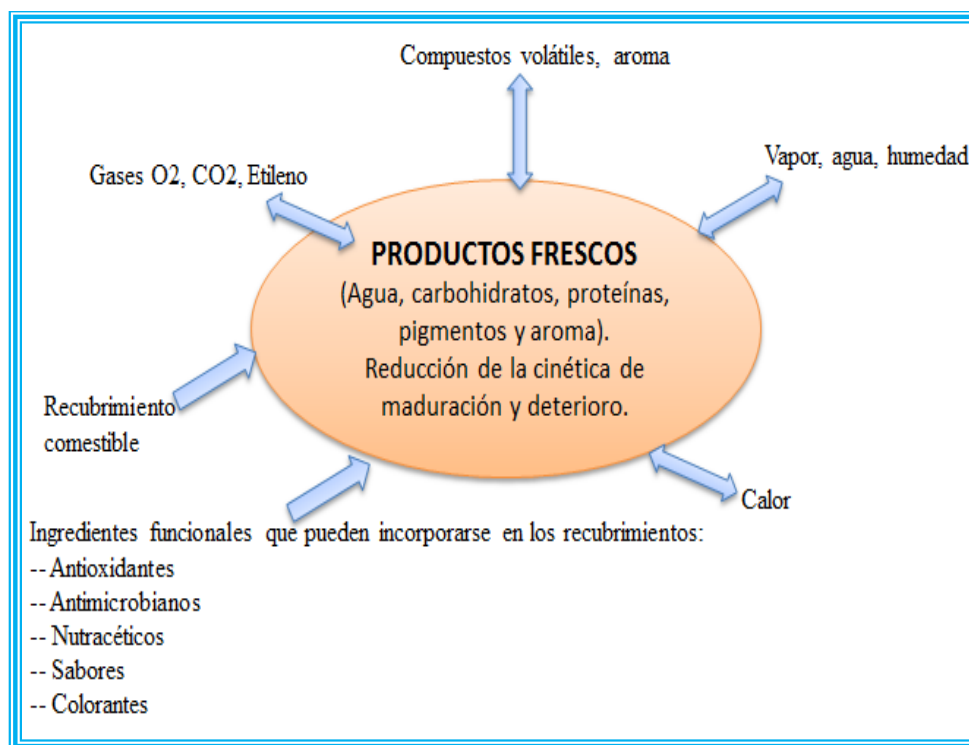 Compuestos volátiles, aroma
Vapor, agua, humedad
Gases O2, CO2, Etileno
PRODUCTOS FRESCOS
(Agua, carbohidratos, proteínas,
pigmentos y aroma).
Reducción de la cinética de
maduración y deterioro.
Recubrimiento
comestible
Calor
Ingredientes funcionales que pueden incorporarse en los recubrimientos:
-- Antioxidantes
-- Antimicrobianos
-- Nutracéticos
-- Sabores
-- Colorantes